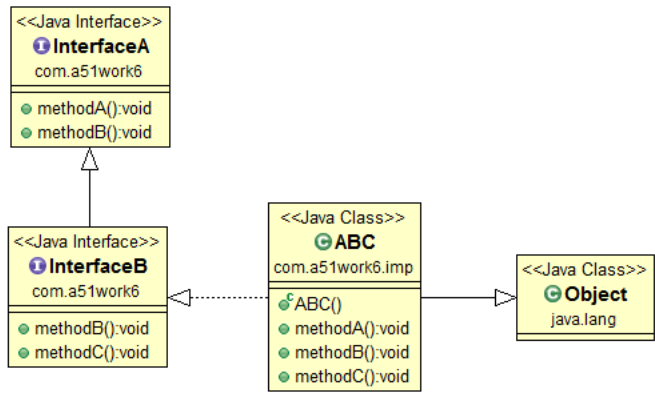 <<Java Interface>>
InterfaceA
com.a51work6
methodA():void
methodB():void
<<Java Interface>>
InterfaceB
com.a51work6
methodB():void
methodC():void
<<Java Class>>
ABC
com.a51work6.imp
ABC()
methodA():void
methodB():void
methodC():void
<<Java Class>>
Object
java.lang